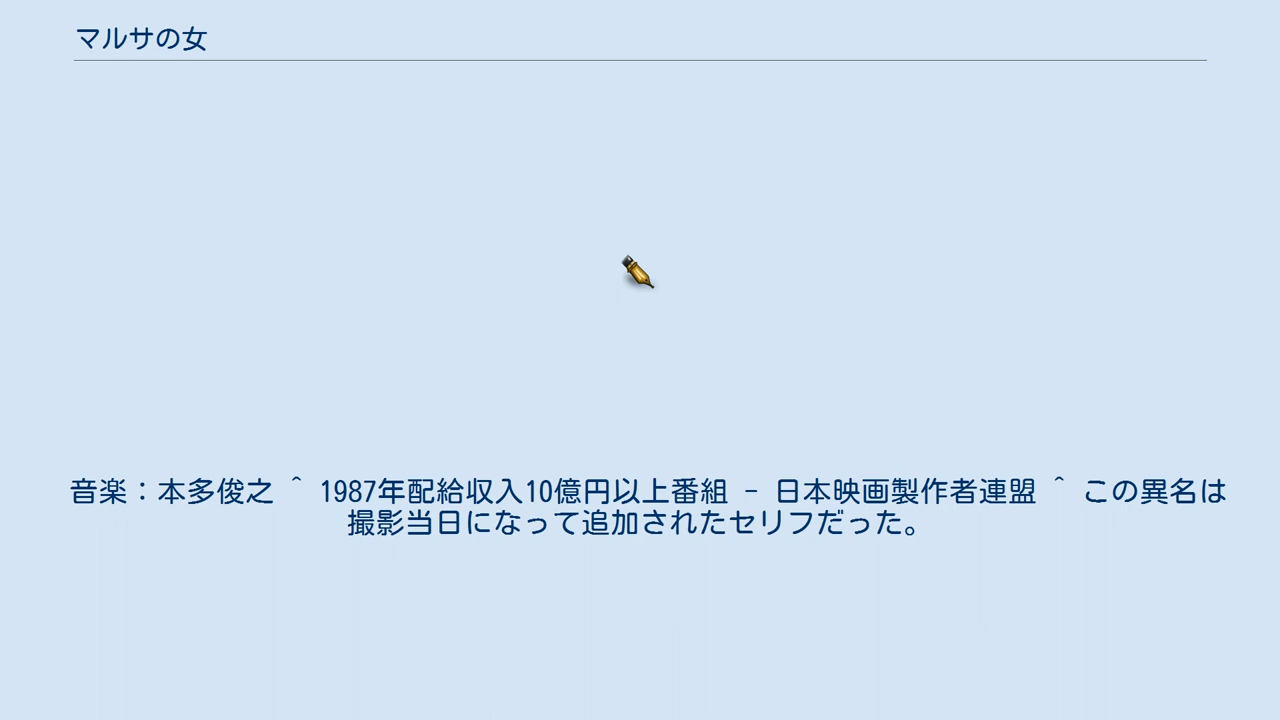 マルサの女
音楽：本多俊之 ^ 1987年配給収入10億円以上番組 - 日本映画製作者連盟 ^ この異名は
撮影当日になって追加されたセリフだった。